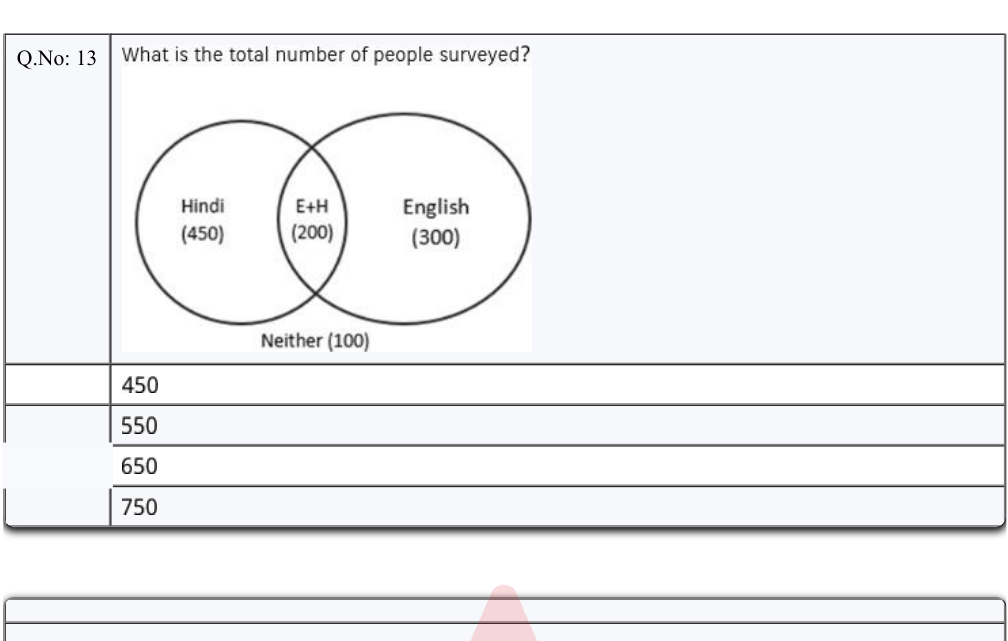 Q.No: 13
What is the total number of people surveyed?
Hindi
(450)
E+H
(200)
English
(300)
Neither (100)
450
550
650
750